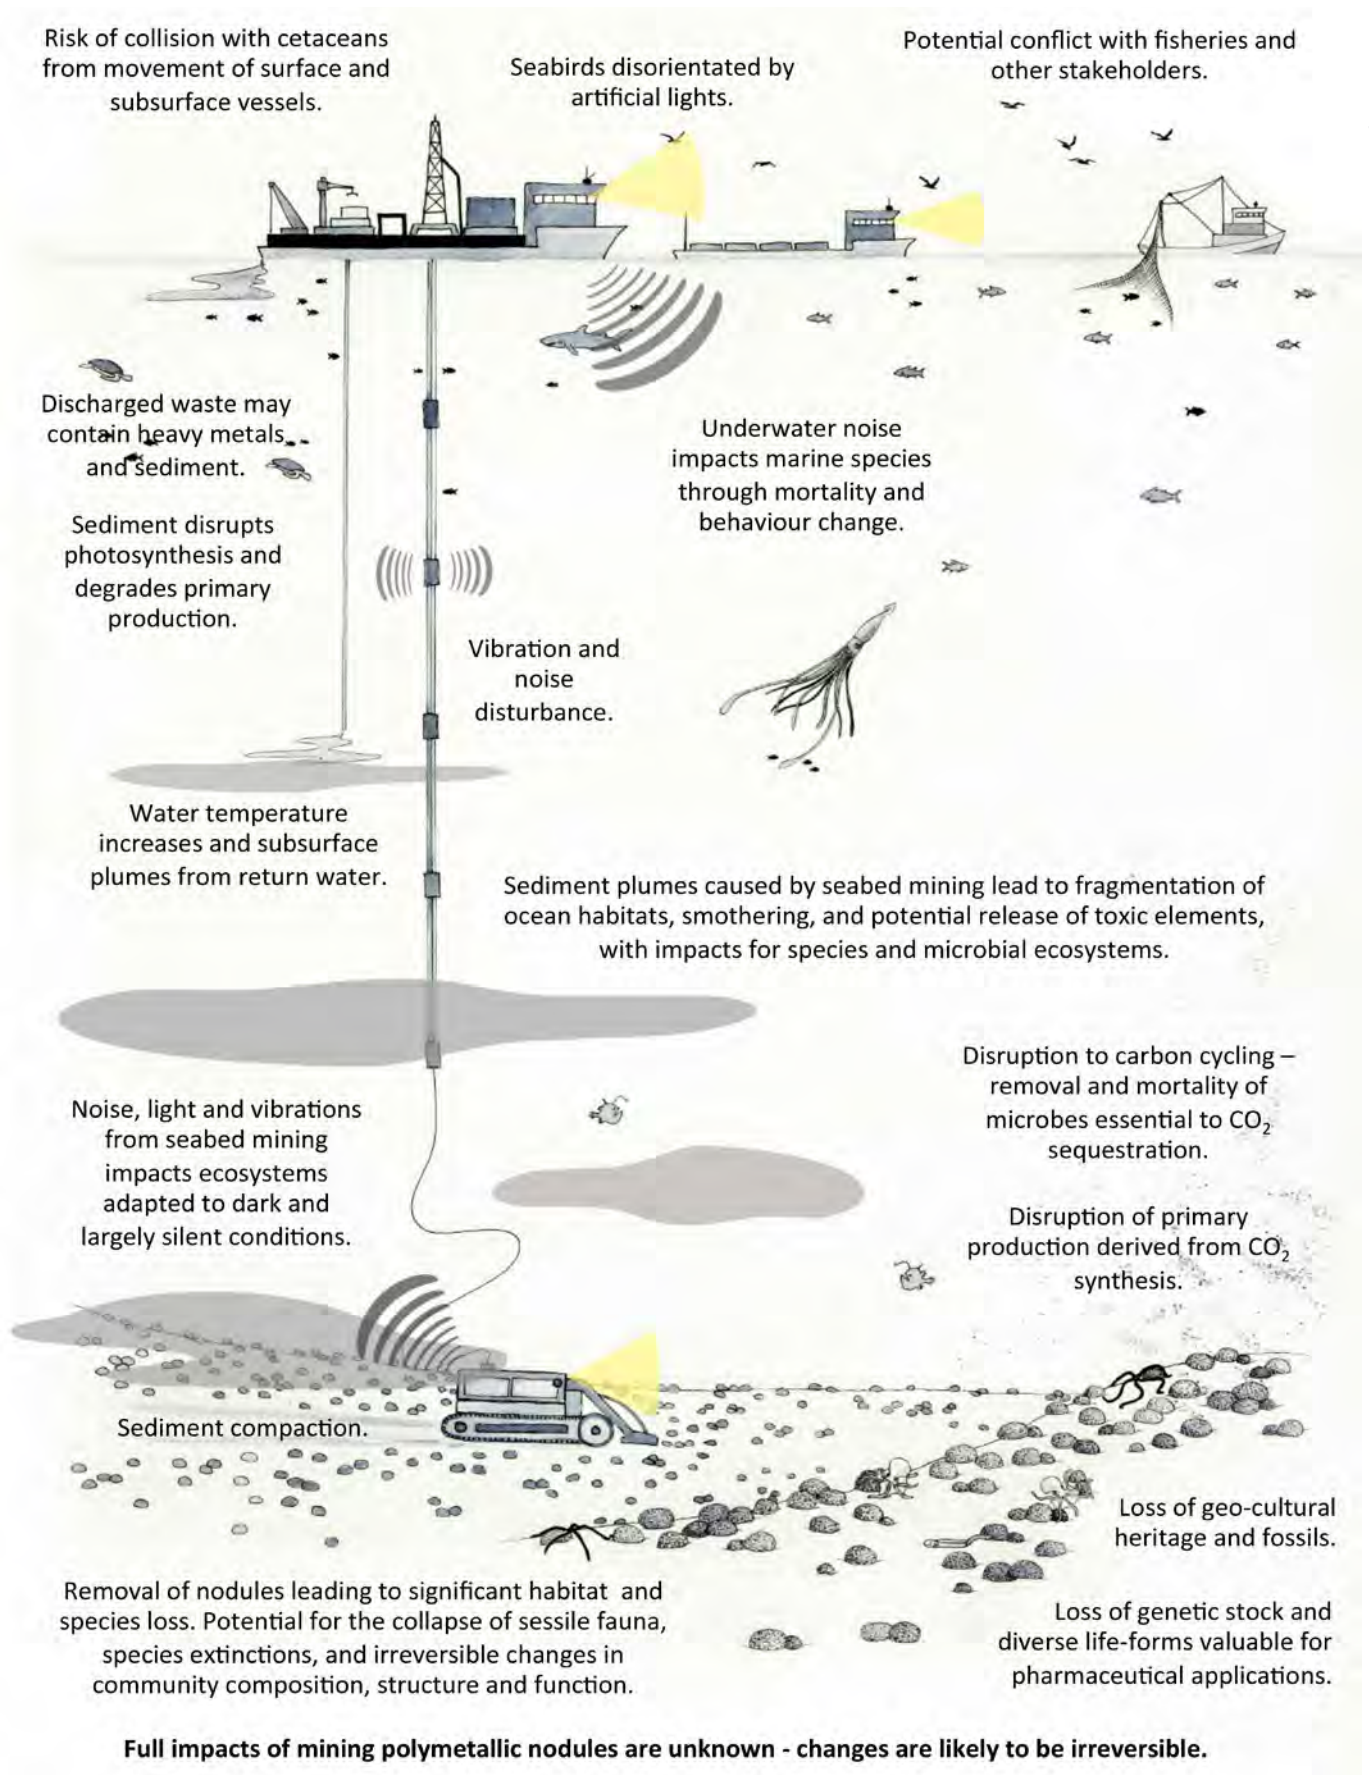 Risk of collision with cetaceans
from movement of surface and
subsurface vessels.
Seabirds disorientated by
artificial lights.
Potential conflict with fisheries and
other stakeholders.
Discharged waste may
contain heavy metals
and sediment.
Underwater noise
impacts marine species
through mortality and
behaviour change.
Sediment disrupts
photosynthesis and
degrades primary
production.
Vibration and
noise
disturbance.
Water temperature
increases and subsurface
plumes from return water.
Sediment plumes caused by seabed mining lead to fragmentation of
ocean habitats, smothering, and potential release of toxic elements,
with impacts for species and microbial ecosystems.
Disruption to carbon cycling –
removal and mortality of
microbes essential to CO₂
sequestration.
Noise, light and vibrations
from seabed mining
impacts ecosystems
adapted to dark and
largely silent conditions.
Disruption of primary
production derived from CO₂
synthesis.
Sediment compaction.
Loss of geo-cultural
heritage and fossils.
Removal of nodules leading to significant habitat and
species loss. Potential for the collapse of sessile fauna,
species extinctions, and irreversible changes in
community composition, structure and function.
Loss of genetic stock and
diverse life-forms valuable for
pharmaceutical applications.
Full impacts of mining polymetallic nodules are unknown - changes are likely to be irreversible.